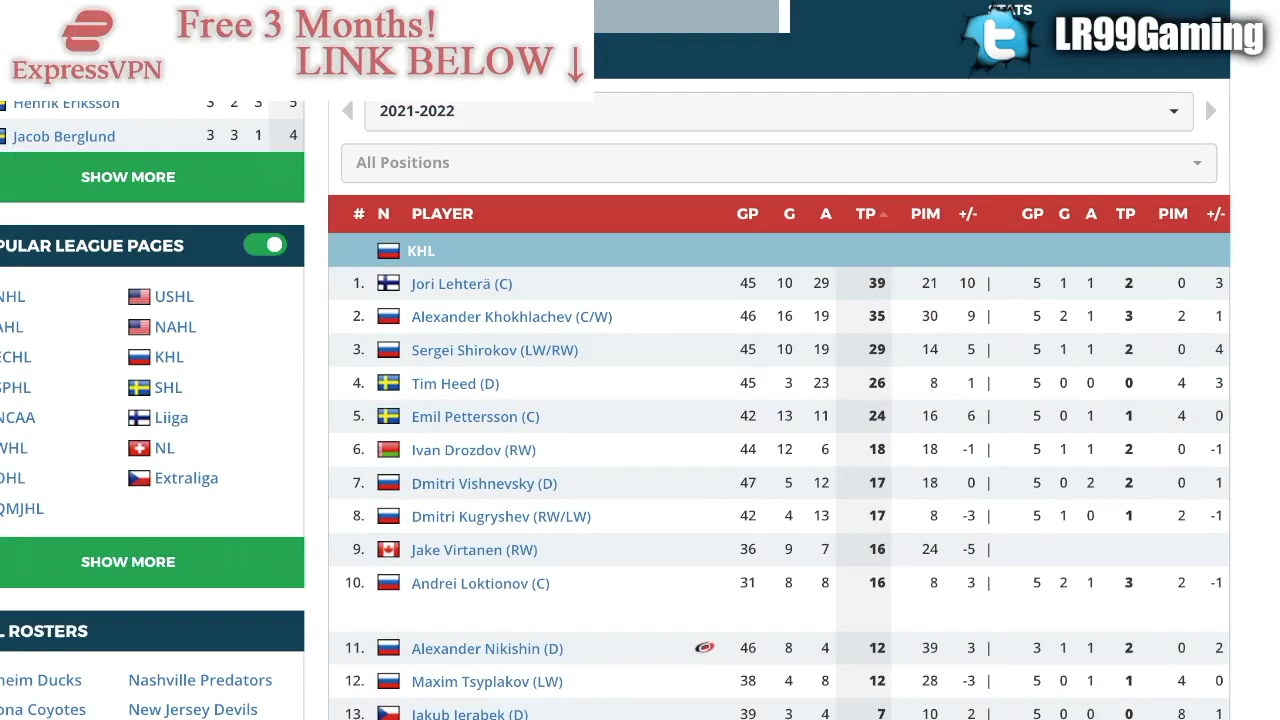 Free 3 Months!
LINK BELOW ↓
ExpressVPN
STATS
LR99Gaming
Henrik Eriksson 3 2 3 5
Jacob Berglund 3 3 1 4
SHOW MORE
PULAR LEAGUE PAGES
NHL USHL
AHL NAHL
ECHL KHL
SPHL SHL
NCAA Liiga
WHL NL
OHL Extraliga
QMJHL
SHOW MORE
L ROSTERS
heim Ducks Nashville Predators
ona Coyotes New Jersey Devils
2021-2022
All Positions
# N PLAYER GP G A TP PIM +/- GP G A TP PIM +/-
KHL
1. Jori Lehterä (C) 45 10 29 39 21 10 | 5 1 1 2 0 3
2. Alexander Khokhlachev (C/W) 46 16 19 35 30 9 | 5 2 1 3 2 1
3. Sergei Shirokov (LW/RW) 45 10 19 29 14 5 | 5 1 1 2 0 4
4. Tim Heed (D) 45 3 23 26 8 1 | 5 0 0 0 4 3
5. Emil Pettersson (C) 42 13 11 24 16 6 | 5 0 1 1 4 0
6. Ivan Drozdov (RW) 44 12 6 18 18 -1 | 5 1 1 2 0 -1
7. Dmitri Vishnevsky (D) 47 5 12 17 18 0 | 5 0 2 2 0 1
8. Dmitri Kugryshev (RW/LW) 42 4 13 17 8 -3 | 5 1 0 1 2 -1
9. Jake Virtanen (RW) 36 9 7 16 24 -5 |
10. Andrei Loktionov (C) 31 8 8 16 8 3 | 5 2 1 3 2 -1
11. Alexander Nikishin (D) 46 8 4 12 39 3 | 3 1 1 2 0 2
12. Maxim Tsyplakov (LW) 38 4 8 12 28 -3 | 5 0 1 1 4 0
13. Jakub Jerabek (D) 39 3 4 7 10 2 | 5 0 0 0 8 1